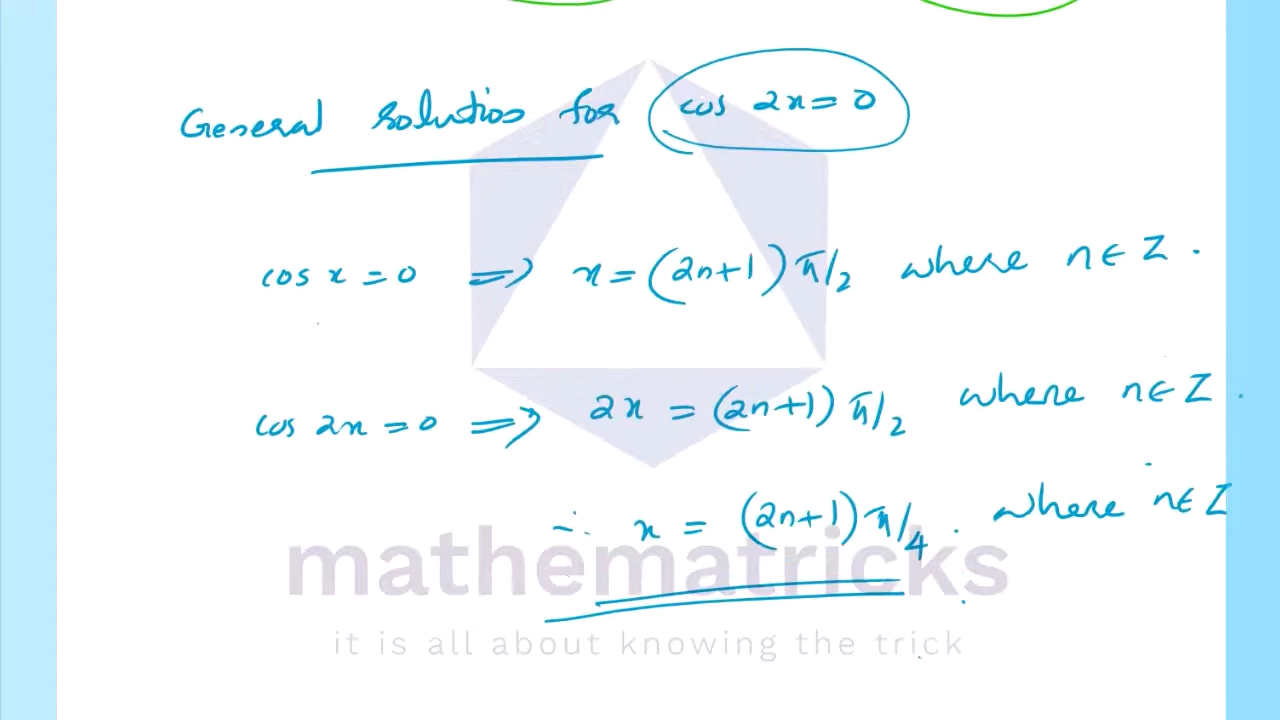 General solution for cos 2x = 0
cos x = 0 ⟹ x = (2n+1) π/2 where n ∈ Z .
cos 2x = 0 ⟹ 2x = (2n+1) π/2 where n ∈ Z .
∴ x = (2n+1) π/4 . where n ∈ Z
mathematricks
it is all about knowing the trick